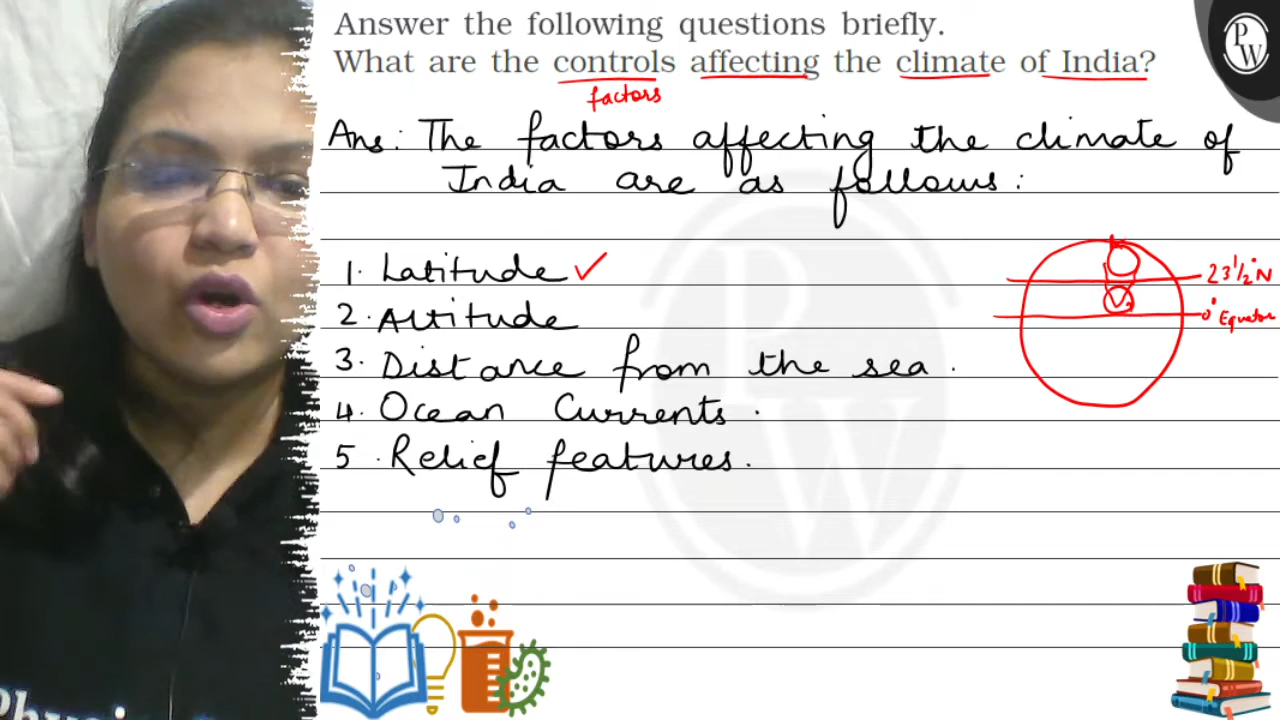 Answer the following questions briefly.
What are the controls affecting the climate of India?
factors
Ans: The factors affecting the climate of
India are as follows:
1. Latitude ✓
2. Altitude
3. Distance from the sea.
4. Ocean Currents.
5. Relief features.
23½°N
0° Equator
PW
PW